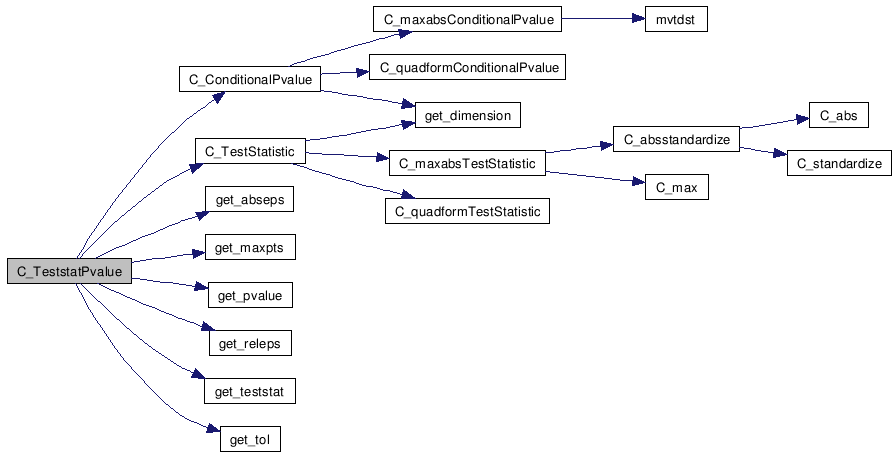 C_maxabsConditionalPvalue
mvtdst
C_ConditionalPvalue
C_quadformConditionalPvalue
get_dimension
C_abs
C_TestStatistic
C_absstandardize
C_maxabsTestStatistic
C_standardize
get_abseps
C_max
C_quadformTestStatistic
get_maxpts
C_TeststatPvalue
get_pvalue
get_releps
get_teststat
get_tol